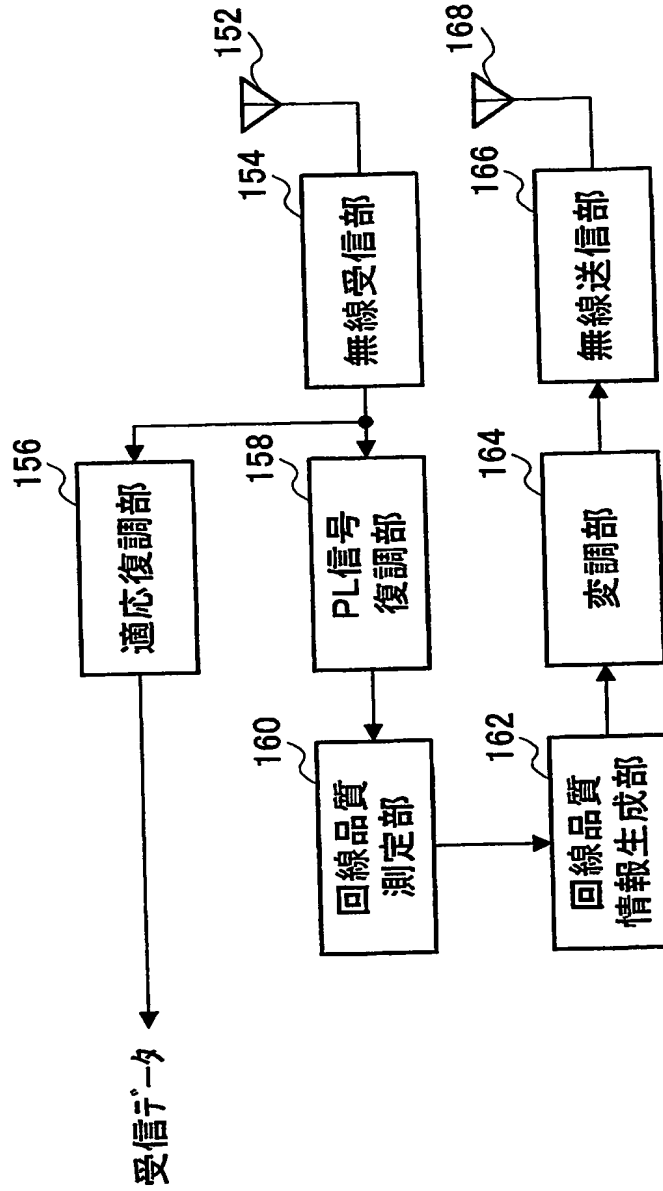 152
154
無線受信部
156
適応復調部
受信データ
158
PL信号
復調部
160
回線品質
測定部
162
回線品質
情報生成部
164
変調部
166
無線送信部
168